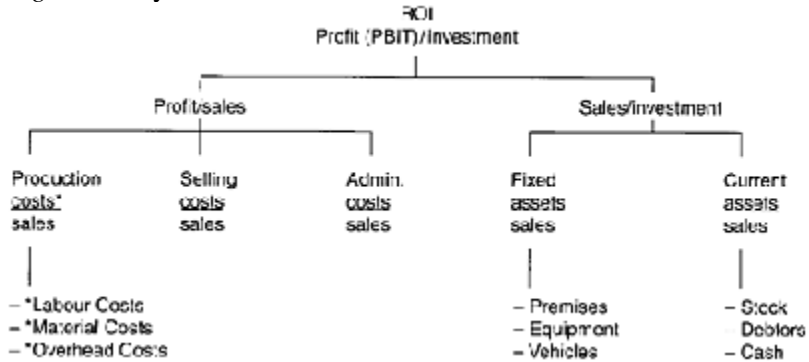 ROI
Profit (PBIT)/Investment
Profit/sales
Sales/investment
Production
costs*
sales
Selling
costs
sales
Admin.
costs
sales
Fixed
assets
sales
Current
assets
sales
– *Labour Costs
– *Material Costs
– *Overhead Costs
– Premises
– Equipment
– Vehicles
– Stock
– Debtors
– Cash